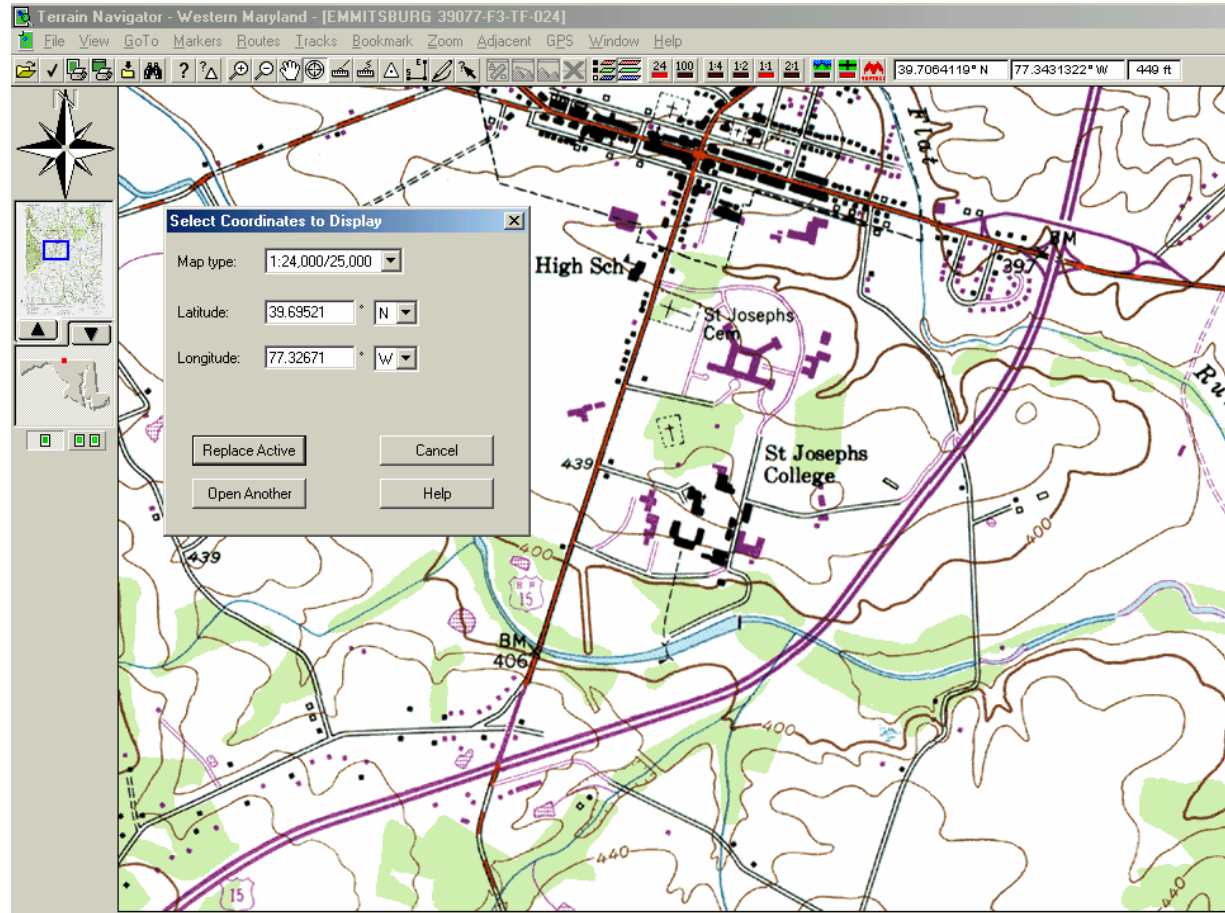 Terrain Navigator - Western Maryland - [EMMITSBURG 39077-F3-TF-024]
File View GoTo Markers Routes Tracks Bookmark Zoom Adjacent GPS Window Help
24 100 1:4 1:2 1:1 2:1 39.7064119° N 77.3431322° W 449 ft
N
Flat
Select Coordinates to Display
BM
397
Map type: 1:24,000/25,000
High Sch
Latitude: 39.69521 ° N
St Josephs
Cem
Longitude: 77.32671 ° W
Run
Replace Active Cancel
439
St Josephs
College
Open Another Help
400
400
439
B R
15
BM
406
400
440
15